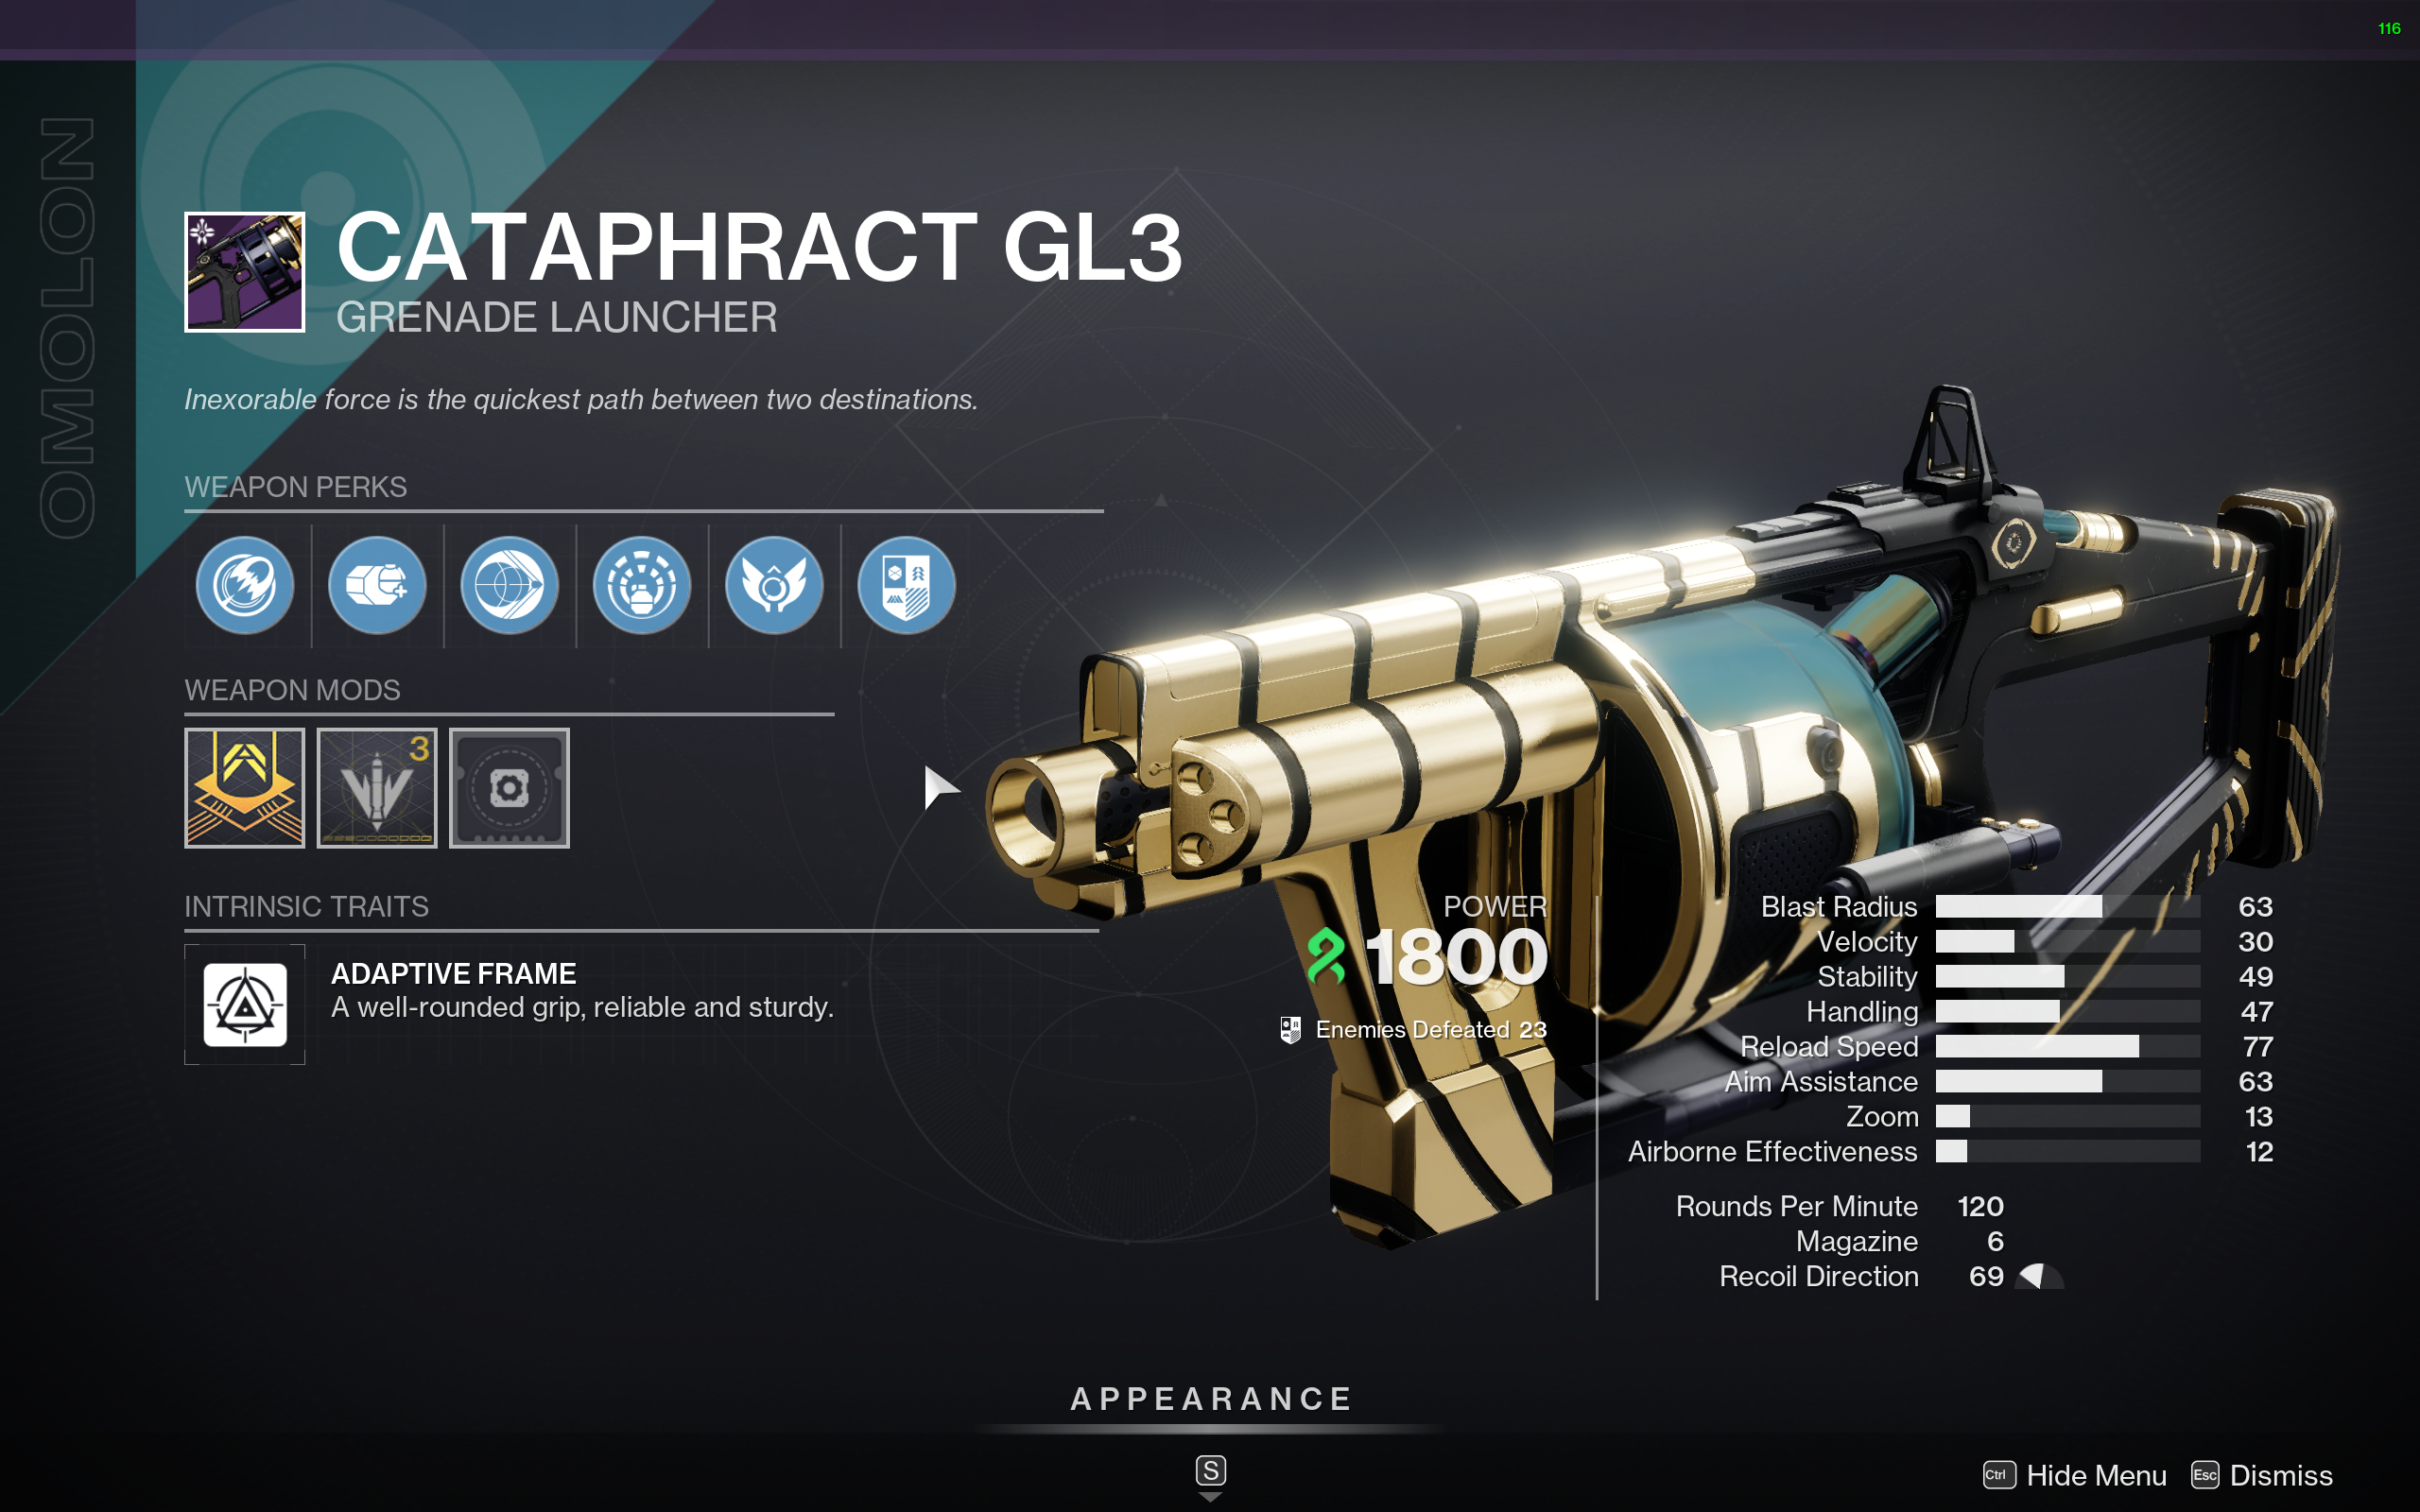 116
OMOLON
CATAPHRACT GL3
GRENADE LAUNCHER
Inexorable force is the quickest path between two destinations.
WEAPON PERKS
WEAPON MODS
3
INTRINSIC TRAITS
ADAPTIVE FRAME
A well-rounded grip, reliable and sturdy.
POWER
1800
Enemies Defeated 23
Blast Radius 63
Velocity 30
Stability 49
Handling 47
Reload Speed 77
Aim Assistance 63
Zoom 13
Airborne Effectiveness 12
Rounds Per Minute 120
Magazine 6
Recoil Direction 69
APPEARANCE
S
Ctrl Hide Menu Esc Dismiss